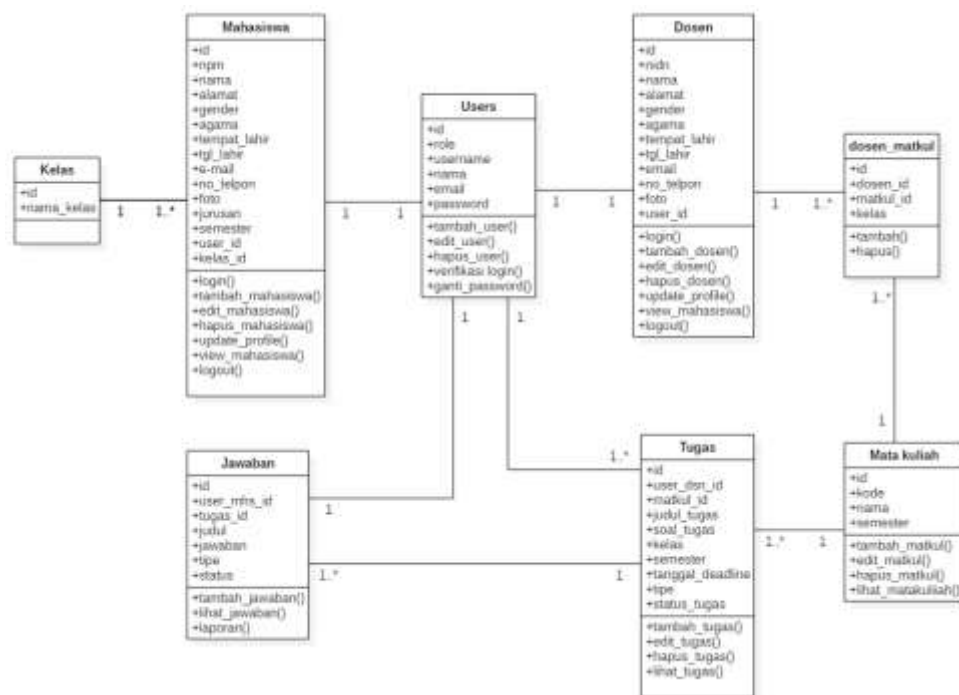 Kelas
+id
+nama_kelas
1
1.*
Mahasiswa
+id
+npm
+nama
+alamat
+gender
+agama
+tempat_lahir
+tgl_lahir
+e-mail
+no_telpon
+foto
+jurusan
+semester
+user_id
+kelas_id
+login()
+tambah_mahasiswa()
+edit_mahasiswa()
+hapus_mahasiswa()
+update_profile()
+view_mahasiswa()
+logout()
1
1
Users
+id
+role
+username
+nama
+email
+password
+tambah_user()
+edit_user()
+hapus_user()
+verifikasi login()
+ganti_password()
1
1
1
1
Dosen
+id
+nidn
+nama
+alamat
+gender
+agama
+tempat_lahir
+tgl_lahir
+email
+no_telpon
+foto
+user_id
+login()
+tambah_dosen()
+edit_dosen()
+hapus_dosen()
+update_profile()
+view_mahasiswa()
+logout()
1
1.*
dosen_matkul
+id
+dosen_id
+matkul_id
+kelas
+tambah()
+hapus()
1.*
1
Jawaban
+id
+user_mhs_id
+tugas_id
+judul
+jawaban
+tipe
+status
+tambah_jawaban()
+lihat_jawaban()
+laporan()
1
1.*
1.*
1
Tugas
+id
+user_dsn_id
+matkul_id
+judul_tugas
+soal_tugas
+kelas
+semester
+tanggal_deadline
+tipe
+status_tugas
+tambah_tugas()
+edit_tugas()
+hapus_tugas()
+lihat_tugas()
1.*
1
Mata kuliah
+id
+kode
+nama
+semester
+tambah_matkul()
+edit_matkul()
+hapus_matkul()